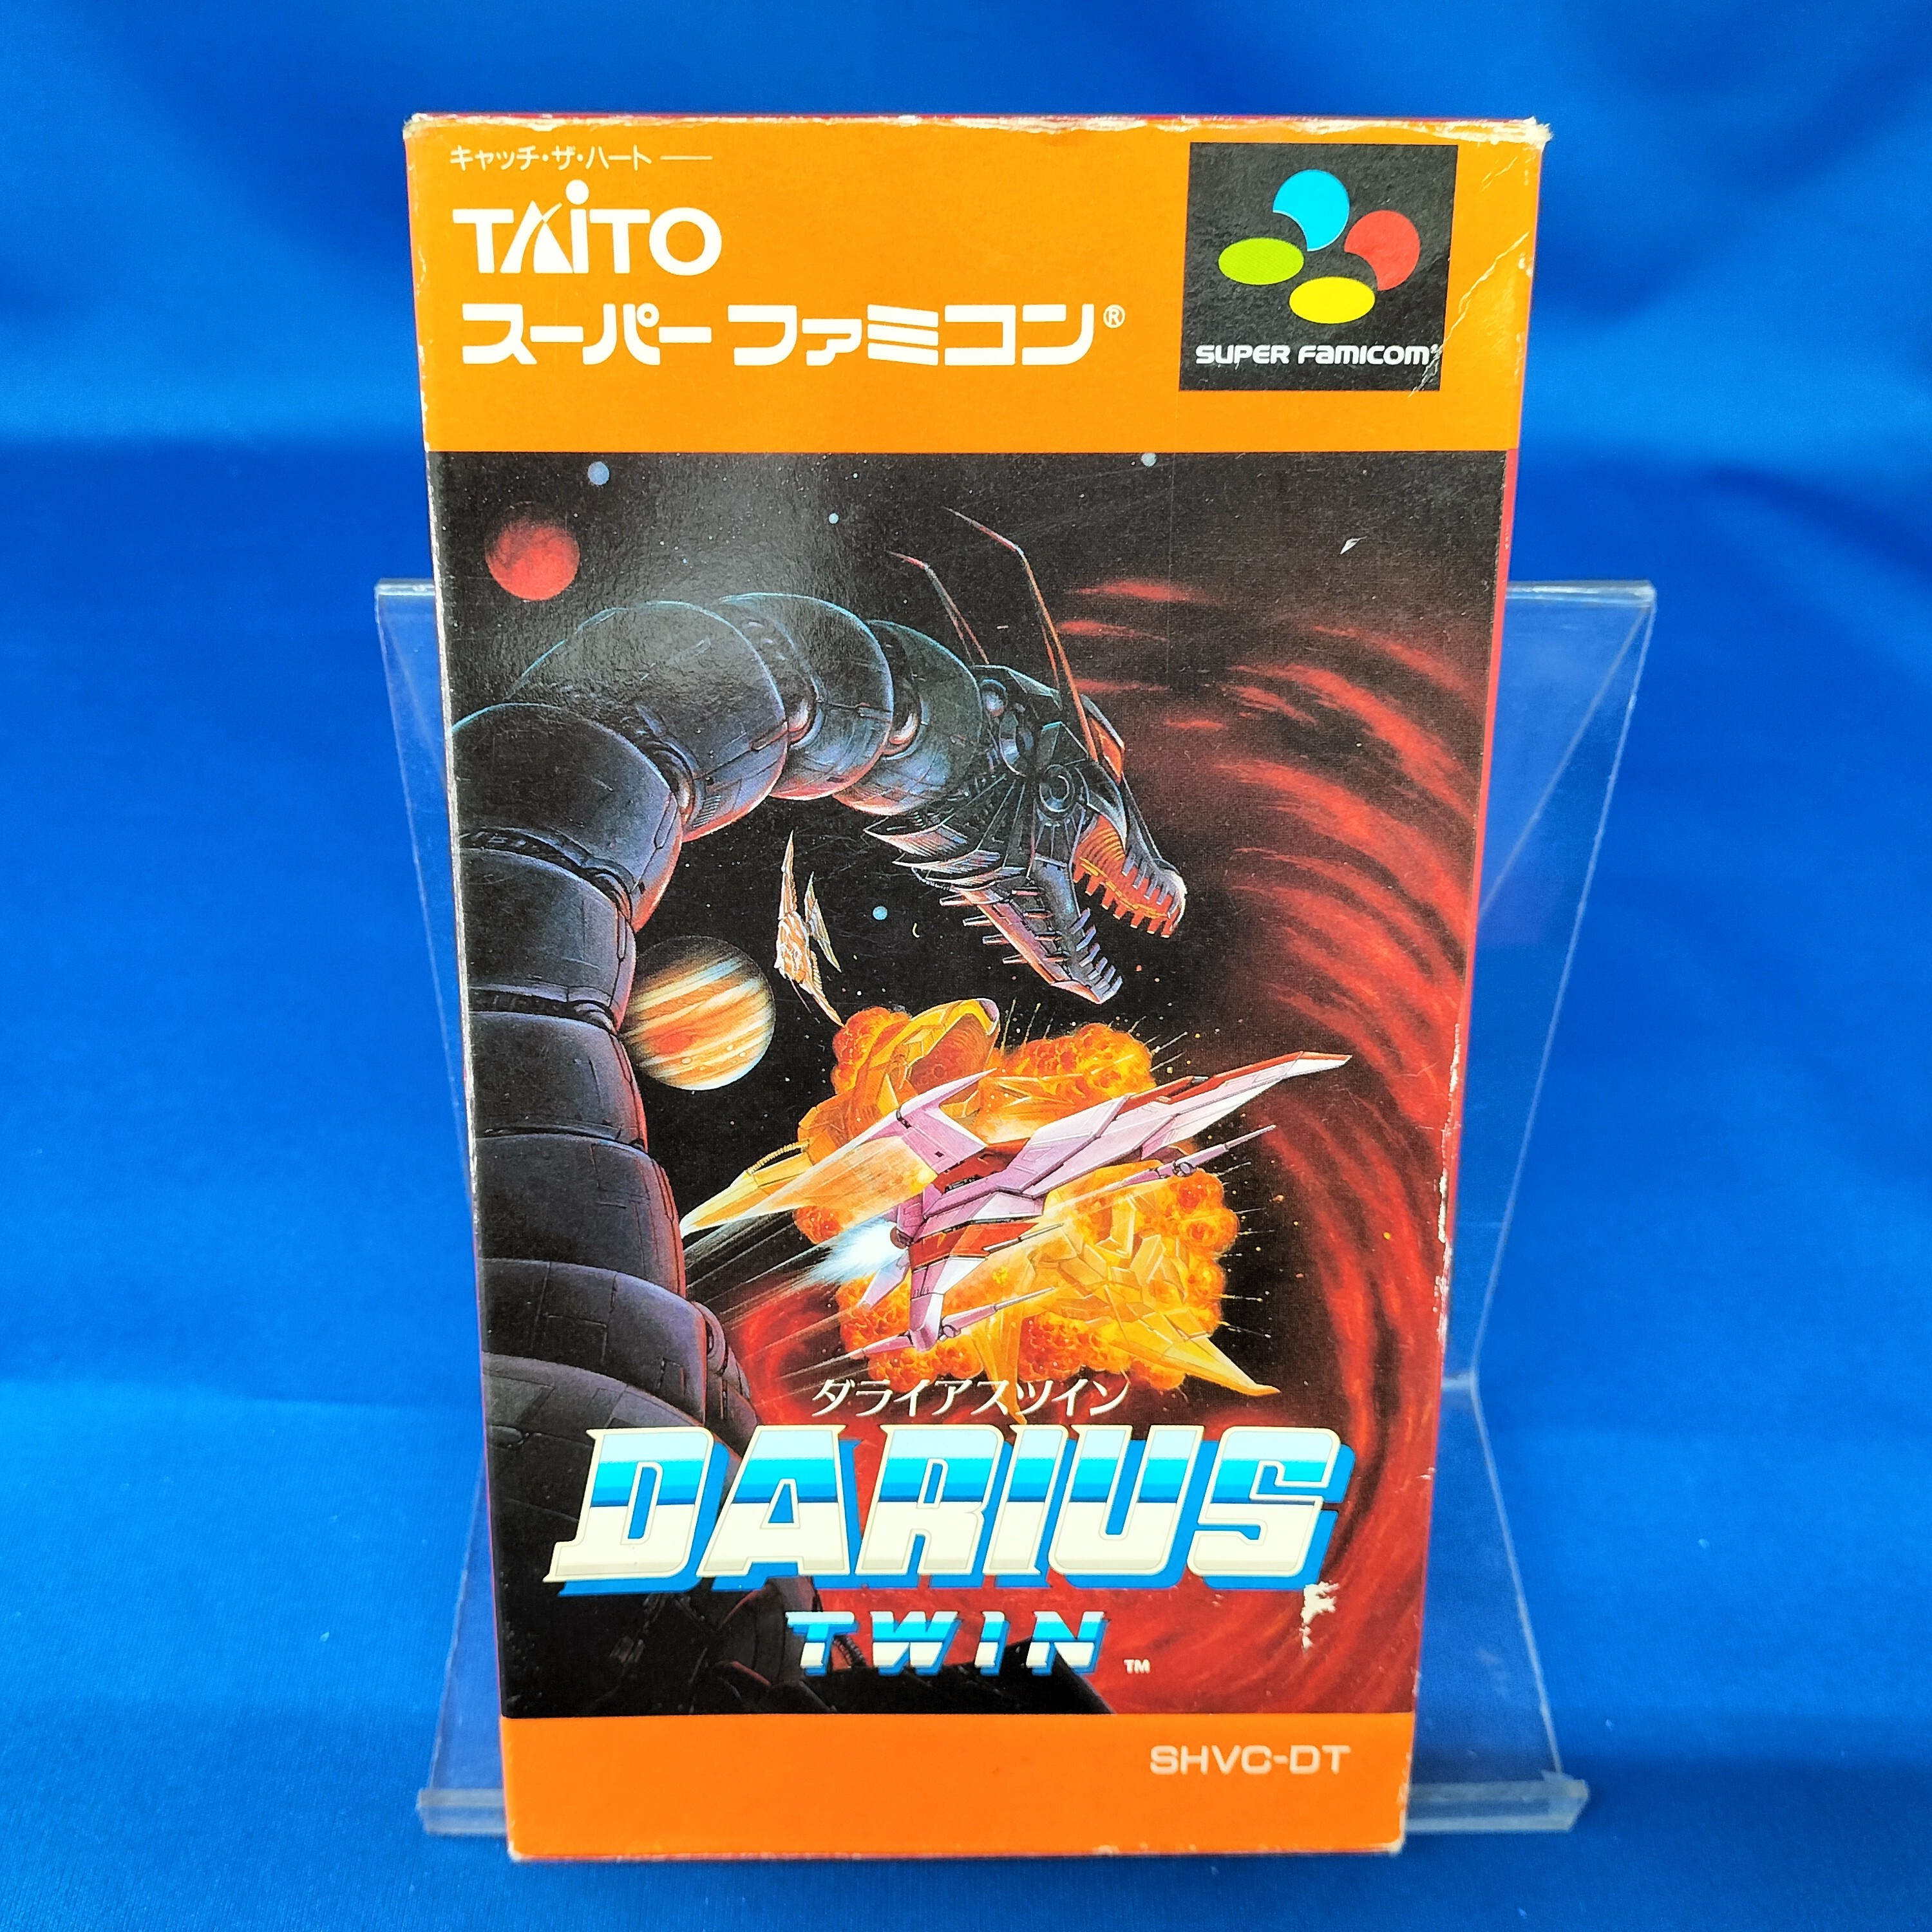 キャッチ・ザ・ハート
TAiTO
スーパーファミコン®
SUPER FAMICOM®
ダライアスツイン
DARIUS
TWIN ™
SHVC-DT